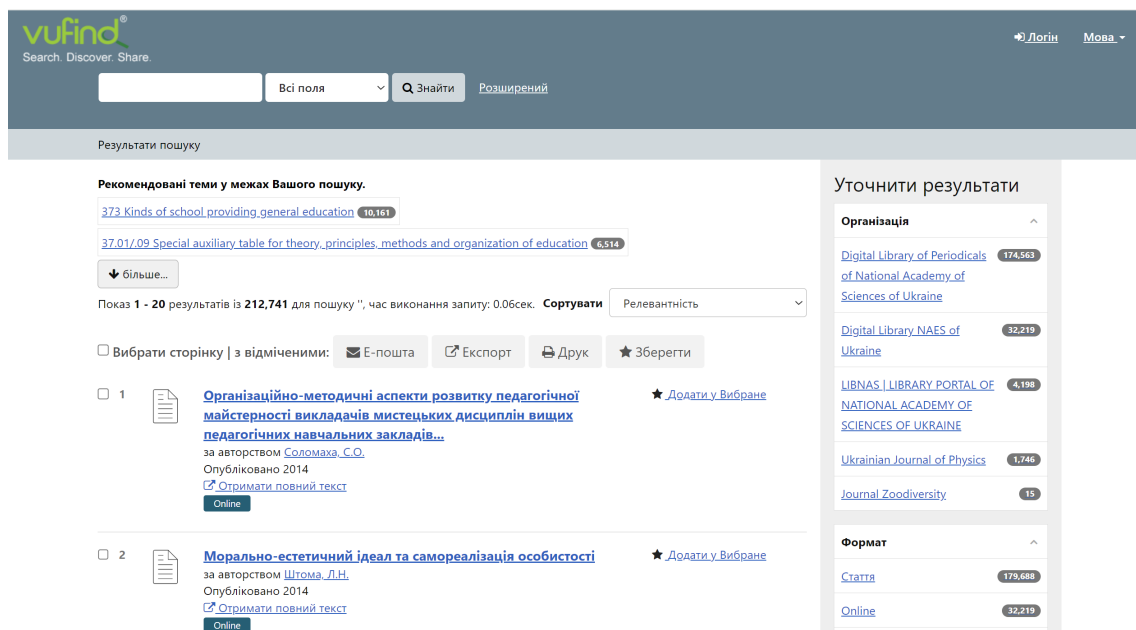 vufind®
Search. Discover. Share.
Логін
Мова
Всі поля
Знайти
Розширений
Результати пошуку
Рекомендовані теми у межах Вашого пошуку.
373 Kinds of school providing general education 10,161
37.01/.09 Special auxiliary table for theory, principles, methods and organization of education 6,514
більше...
Показ 1 - 20 результатів із 212,741 для пошуку '', час виконання запиту: 0.06сек. Сортувати Релевантність
Вибрати сторінку | з відміченими: Е-пошта Експорт Друк Зберегти
1
Організаційно-методичні аспекти розвитку педагогічної
майстерності викладачів мистецьких дисциплін вищих
педагогічних навчальних закладів...
за авторством Соломаха, С.О.
Опубліковано 2014
Отримати повний текст
Online
Додати у Вибране
2
Морально-естетичний ідеал та самореалізація особистості
за авторством Штома, Л.Н.
Опубліковано 2014
Отримати повний текст
Online
Додати у Вибране
Уточнити результати
Організація
Digital Library of Periodicals 174,563
of National Academy of
Sciences of Ukraine
Digital Library NAES of 32,219
Ukraine
LIBNAS | LIBRARY PORTAL OF 4,198
NATIONAL ACADEMY OF
SCIENCES OF UKRAINE
Ukrainian Journal of Physics 1,746
Journal Zoodiversity 15
Формат
Стаття 179,688
Online 32,219